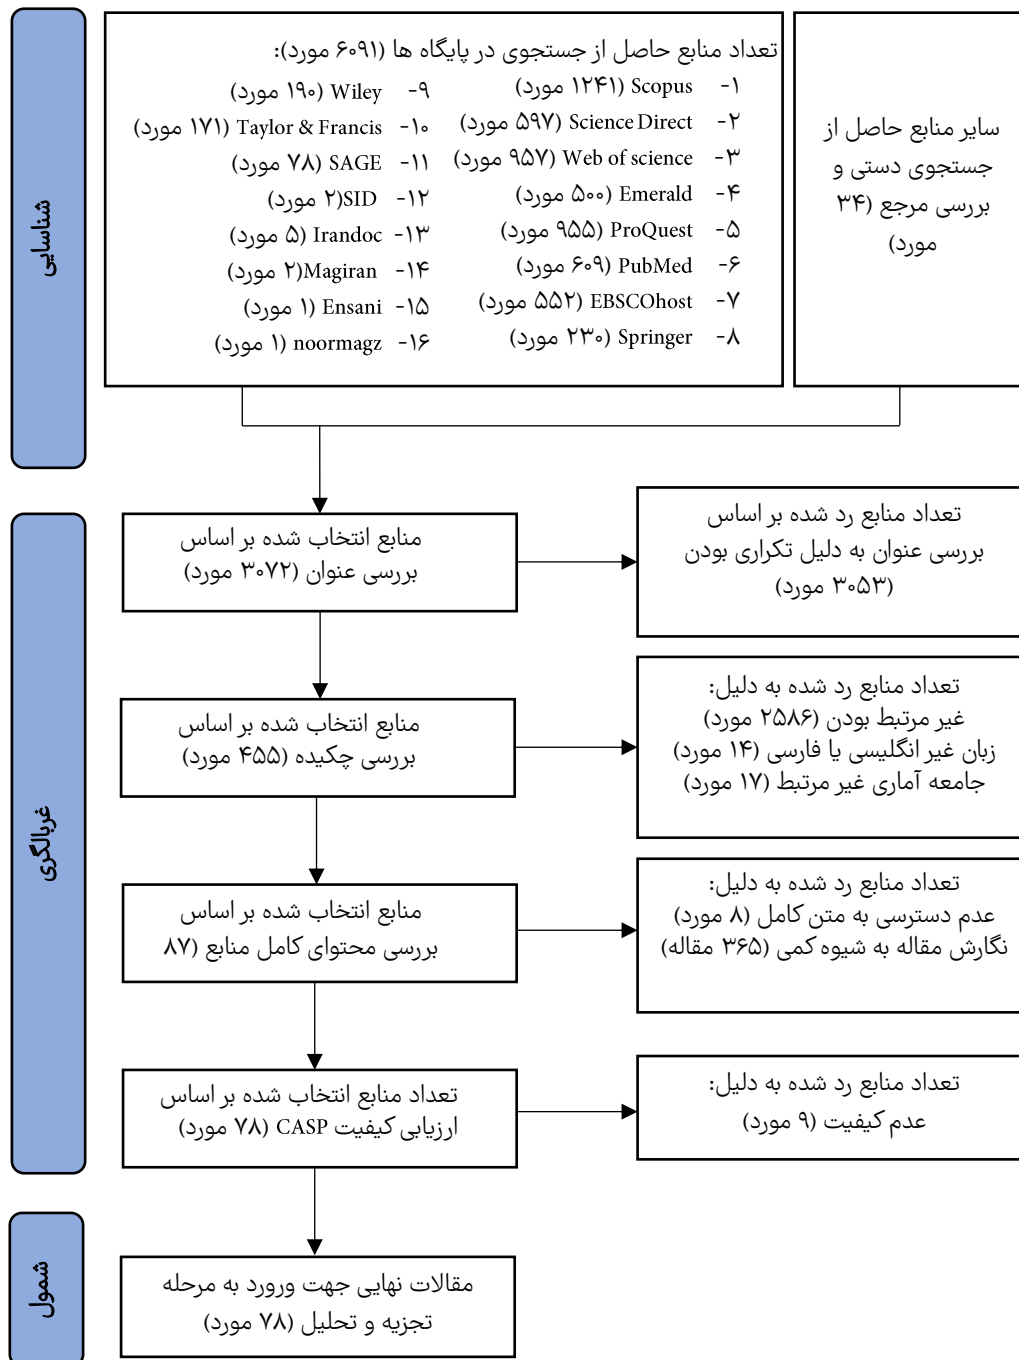 شناسایی
تعداد منابع حاصل از جستجوی در پایگاه ها (۶۰۹۱ مورد):
۱- Scopus (۱۲۴۱ مورد)
۲- Science Direct (۵۹۷ مورد)
۳- Web of science (۹۵۷ مورد)
۴- Emerald (۵۰۰ مورد)
۵- ProQuest (۹۵۵ مورد)
۶- PubMed (۶۰۹ مورد)
۷- EBSCOhost (۵۵۲ مورد)
۸- Springer (۲۳۰ مورد)
۹- Wiley (۱۹۰ مورد)
۱۰- Taylor & Francis (۱۷۱ مورد)
۱۱- SAGE (۷۸ مورد)
۱۲- SID(۲ مورد)
۱۳- Irandoc (۵ مورد)
۱۴- Magiran(۲ مورد)
۱۵- Ensani (۱ مورد)
۱۶- noormagz (۱ مورد)
سایر منابع حاصل از
جستجوی دستی و
بررسی مرجع (۳۴
مورد)
غربالگری
منابع انتخاب شده بر اساس
بررسی عنوان (۳۰۷۲ مورد)
تعداد منابع رد شده بر اساس
بررسی عنوان به دلیل تکراری بودن
(۳۰۵۳ مورد)
منابع انتخاب شده بر اساس
بررسی چکیده (۴۵۵ مورد)
تعداد منابع رد شده به دلیل:
غیر مرتبط بودن (۲۵۸۶ مورد)
زبان غیر انگلیسی یا فارسی (۱۴ مورد)
جامعه آماری غیر مرتبط (۱۷ مورد)
منابع انتخاب شده بر اساس
بررسی محتوای کامل منابع (۸۷
تعداد منابع رد شده به دلیل:
عدم دسترسی به متن کامل (۸ مورد)
نگارش مقاله به شیوه کمی (۳۶۵ مقاله)
تعداد منابع انتخاب شده بر اساس
ارزیابی کیفیت CASP (۷۸ مورد)
تعداد منابع رد شده به دلیل:
عدم کیفیت (۹ مورد)
شمول
مقالات نهایی جهت ورورد به مرحله
تجزیه و تحلیل (۷۸ مورد)